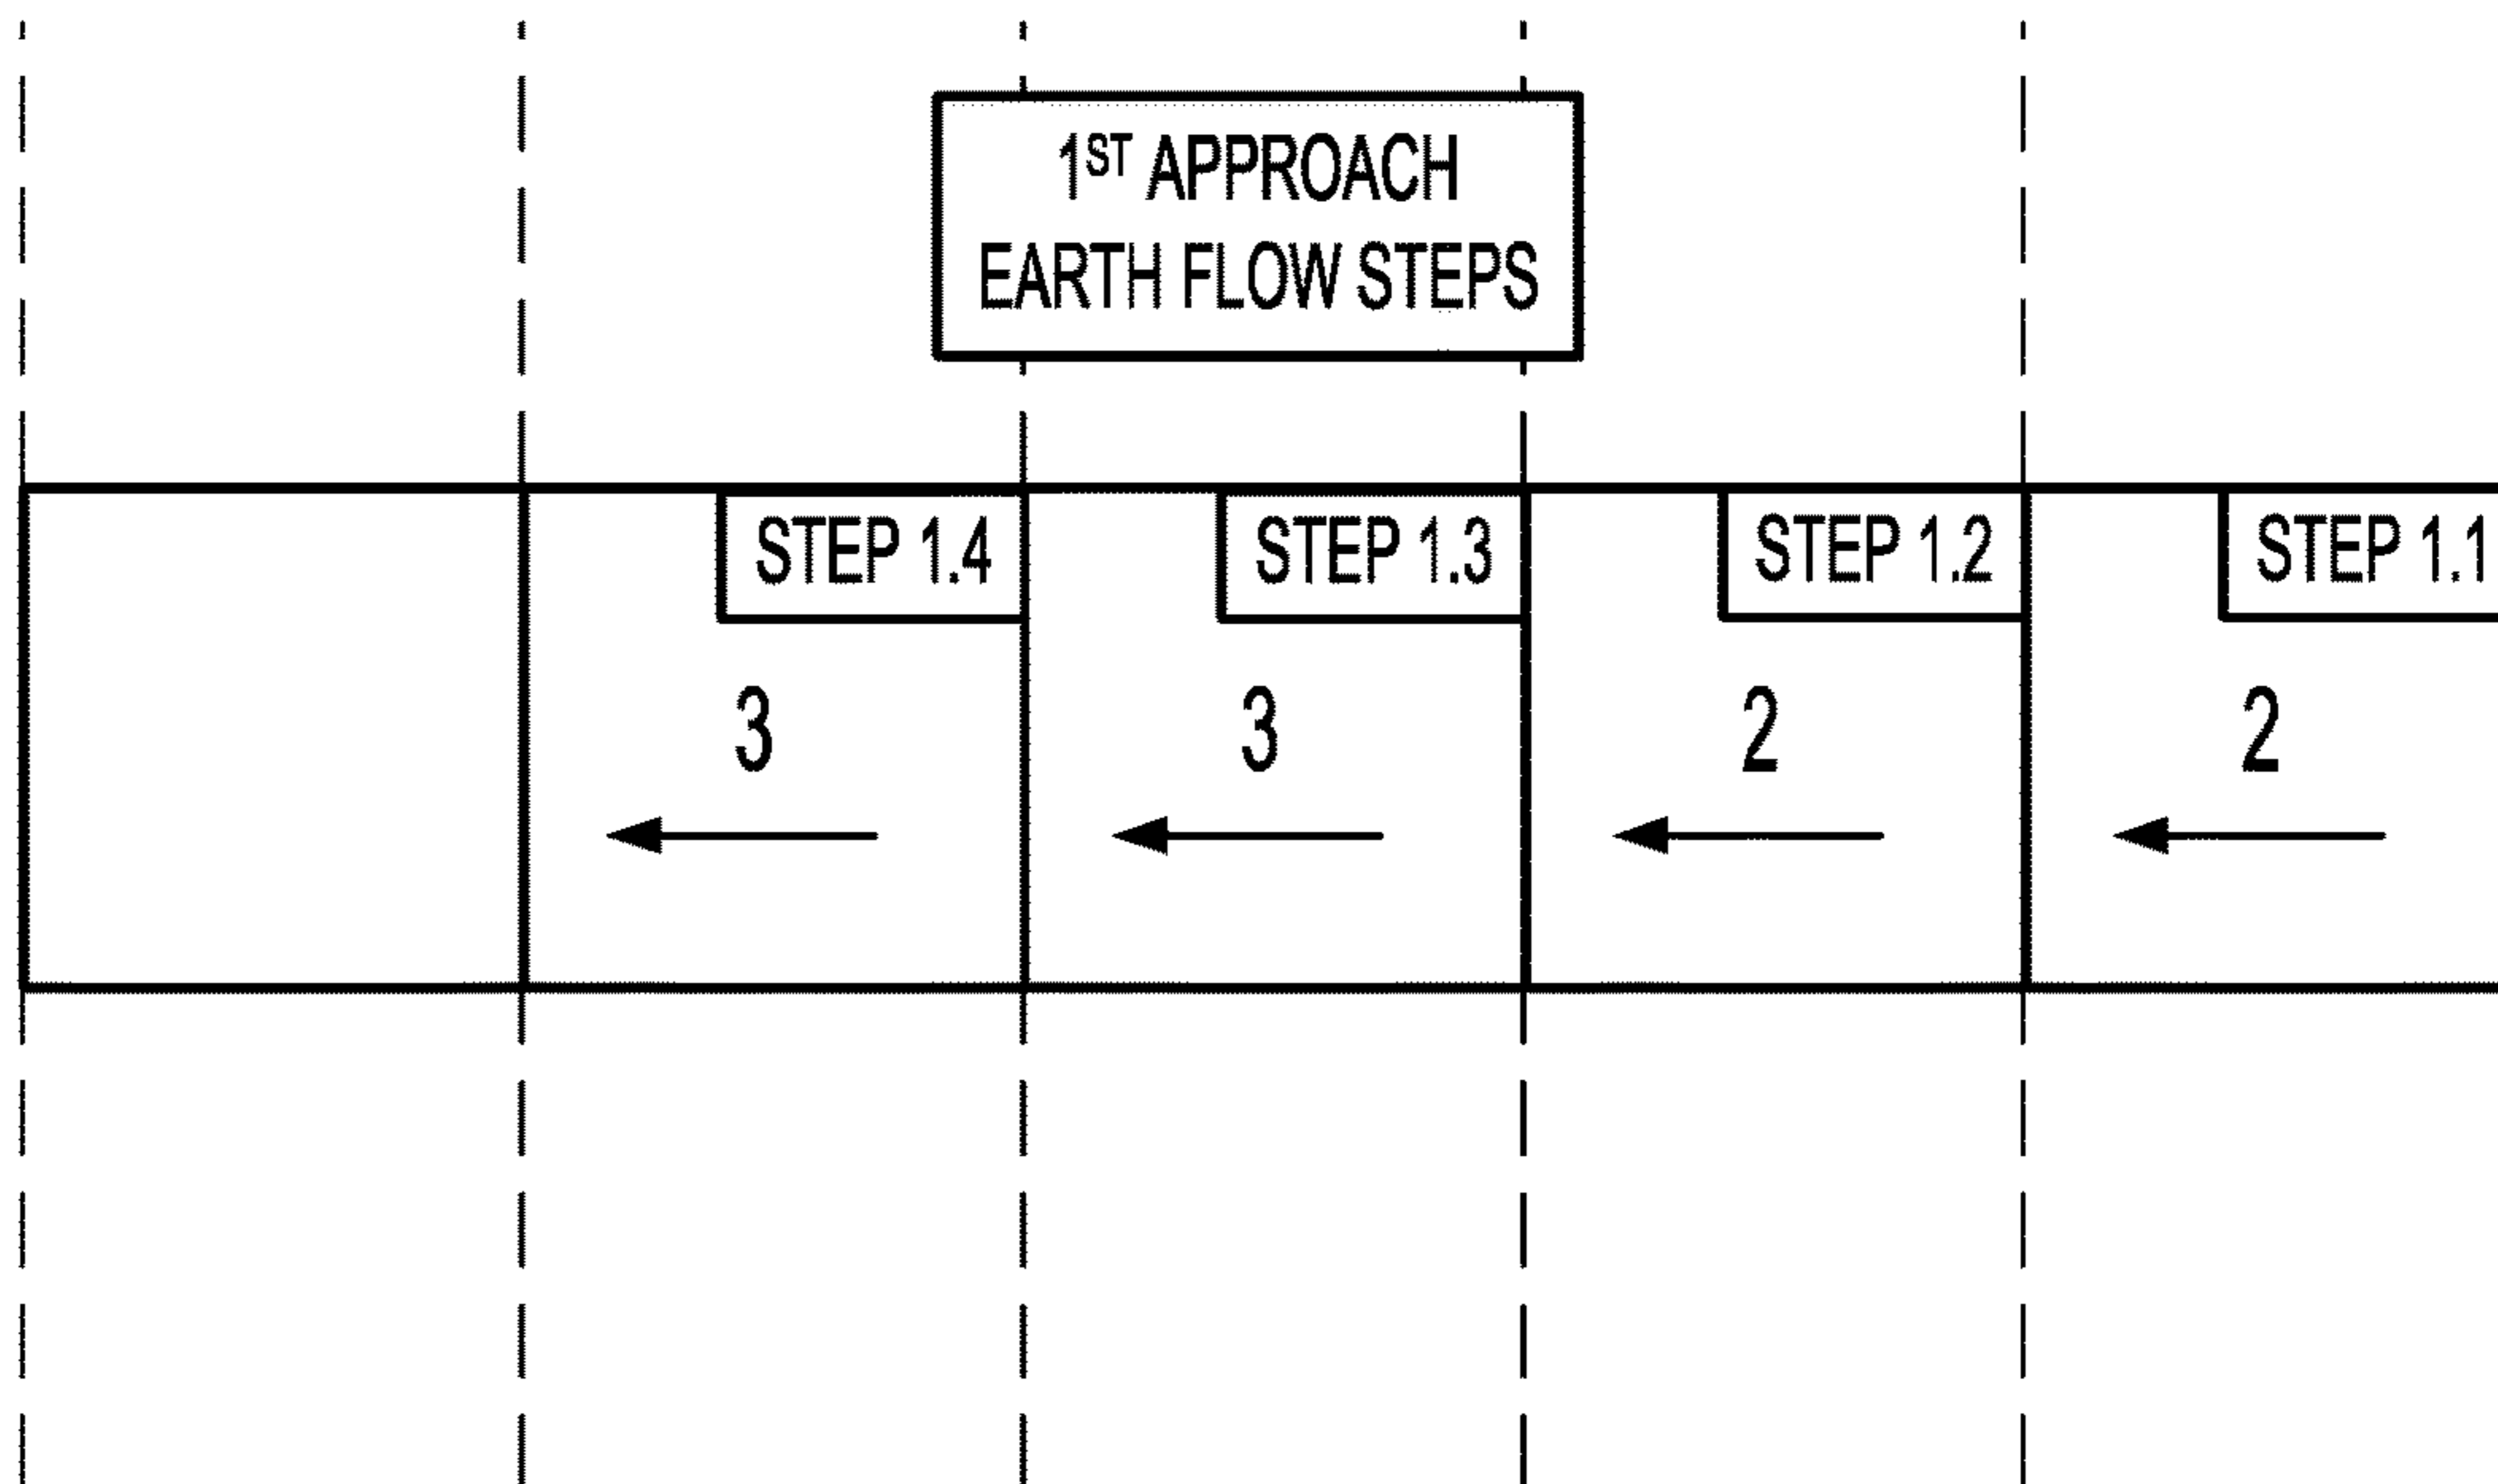 1ST APPROACH
EARTH FLOW STEPS
STEP 1.4 STEP 1.3 STEP 1.2 STEP 1.1
3 3 2 2